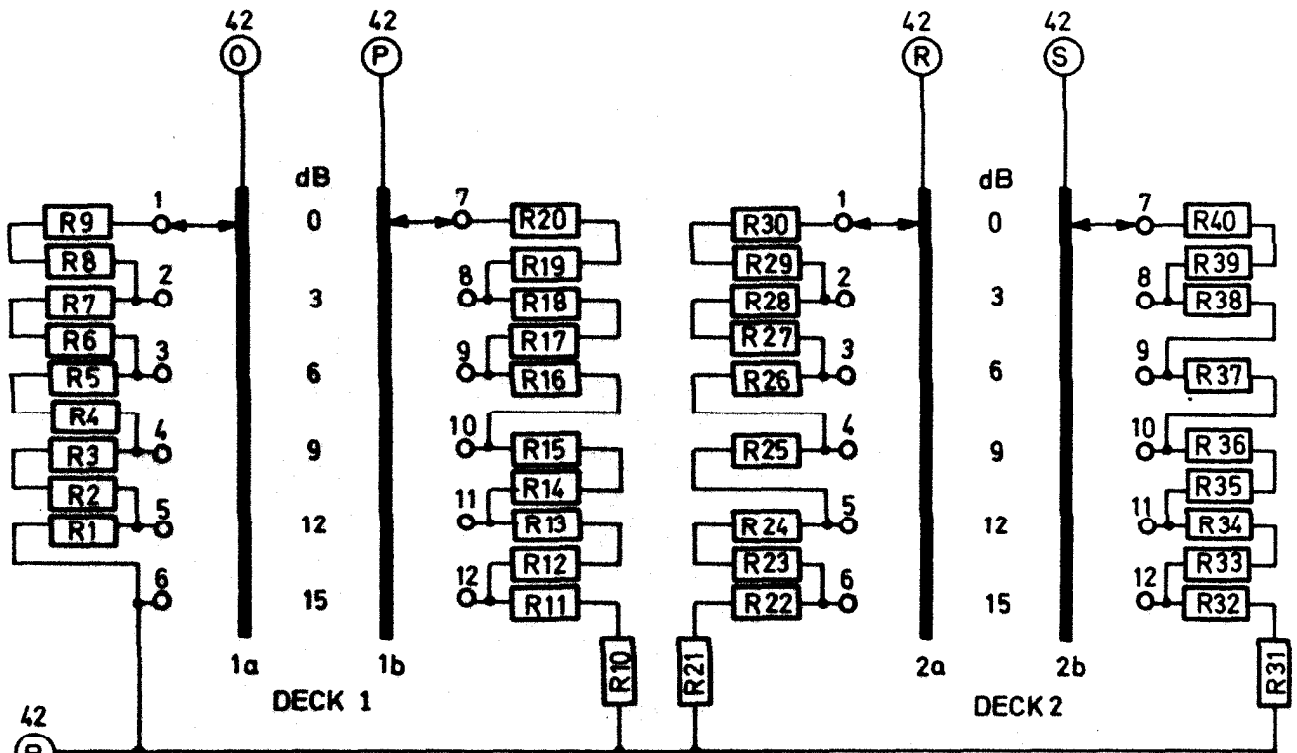 42 42 42 42
O P R S
dB dB
R9 1 0 7 R20 R30 1 0 7 R40
R8 R19 R29 R39
R7 2 3 8 R18 R28 2 3 8 R38
R6 R17 R27
R5 3 6 9 R16 R26 3 6 9 R37
R4
R3 4 9 10 R15 R25 4 9 10 R36
R2 R14 R35
R1 5 12 11 R13 R24 5 12 11 R34
R12 R23 R33
6 15 12 R11 R22 6 15 12 R32
R10 R21 R31
1a 1b 2a 2b
DECK 1 DECK 2
42